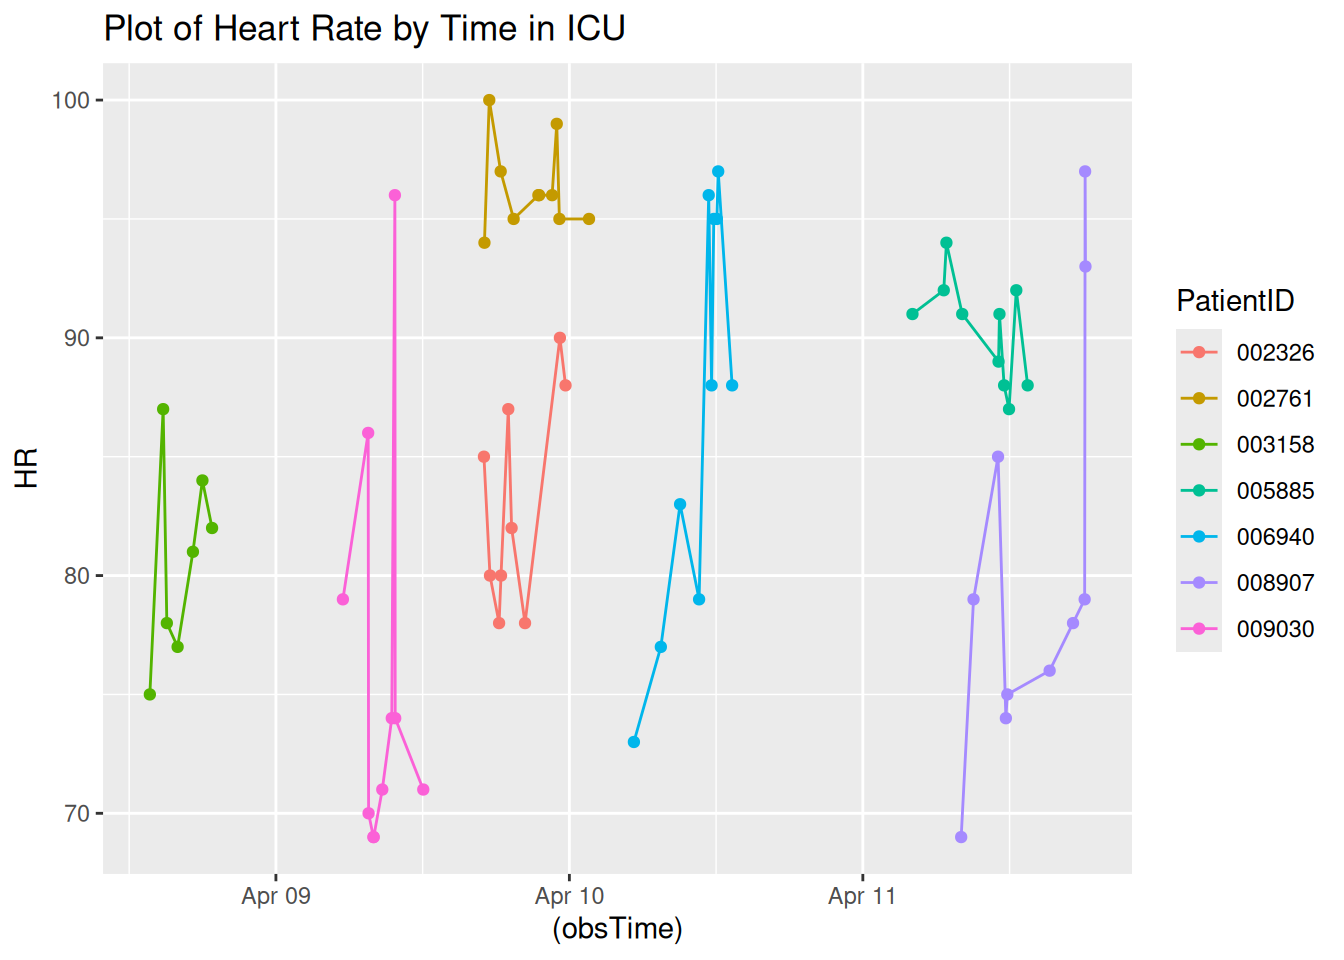 Plot of Heart Rate by Time in ICU
100
90
80
70
HR
Apr 09
Apr 10
Apr 11
(obsTime)
PatientID
002326
002761
003158
005885
006940
008907
009030